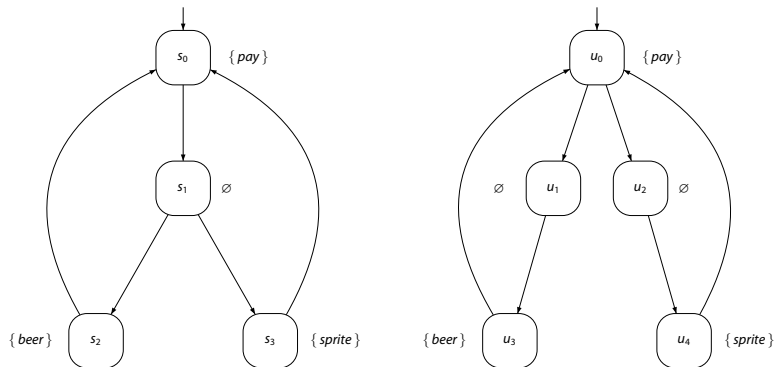 s₀ { pay }
u₀ { pay }
s₁ ∅
∅ u₁ u₂ ∅
{ beer } s₂ s₃ { sprite }
{ beer } u₃ u₄ { sprite }